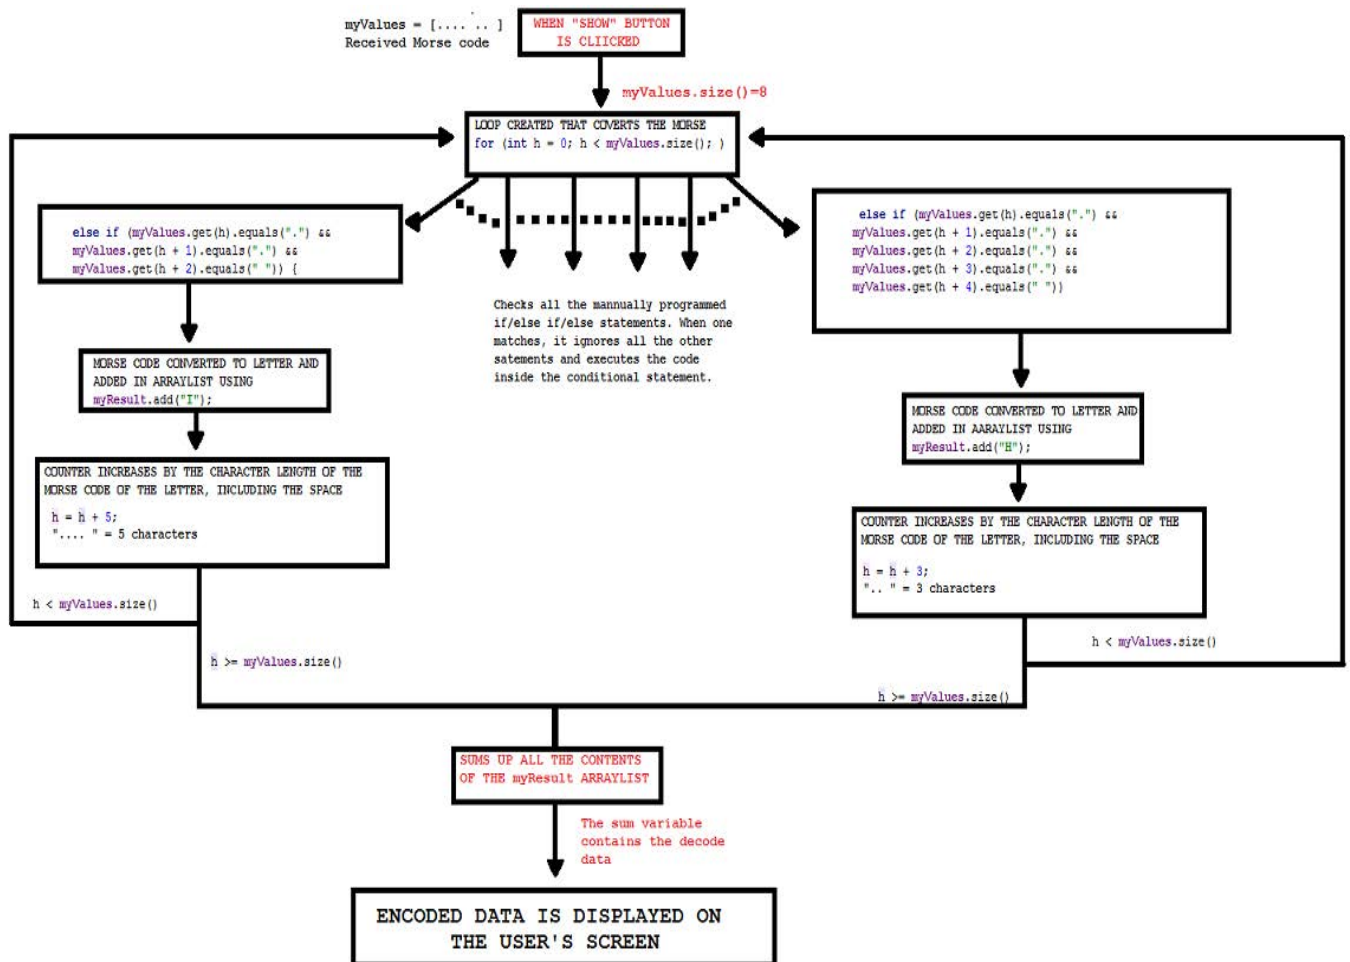 myValues = [.... .. ]
Received Morse code
WHEN "SHOW" BUTTON
IS CLIICKED
myValues.size()=8
LOOP CREATED THAT COVERTS THE MORSE
for (int h = 0; h < myValues.size(); )
else if (myValues.get(h).equals(".") &&
myValues.get(h + 1).equals(".") &&
myValues.get(h + 2).equals(" ")) {
MORSE CODE CONVERTED TO LETTER AND
ADDED IN ARRAYLIST USING
myResult.add("I");
COUNTER INCREASES BY THE CHARACTER LENGTH OF THE
MORSE CODE OF THE LETTER, INCLUDING THE SPACE
h = h + 5;
".... " = 5 characters
h < myValues.size()
h >= myValues.size()
Checks all the mannually programmed
if/else if/else statements. When one
matches, it ignores all the other
satements and executes the code
inside the conditional statement.
else if (myValues.get(h).equals(".") &&
myValues.get(h + 1).equals(".") &&
myValues.get(h + 2).equals(".") &&
myValues.get(h + 3).equals(".") &&
myValues.get(h + 4).equals(" "))
MORSE CODE CONVERTED TO LETTER AND
ADDED IN AARAYLIST USING
myResult.add("H");
COUNTER INCREASES BY THE CHARACTER LENGTH OF THE
MORSE CODE OF THE LETTER, INCLUDING THE SPACE
h = h + 3;
".. " = 3 characters
h < myValues.size()
h >= myValues.size()
SUMS UP ALL THE CONTENTS
OF THE myResult ARRAYLIST
The sum variable
contains the decode
data
ENCODED DATA IS DISPLAYED ON
THE USER'S SCREEN